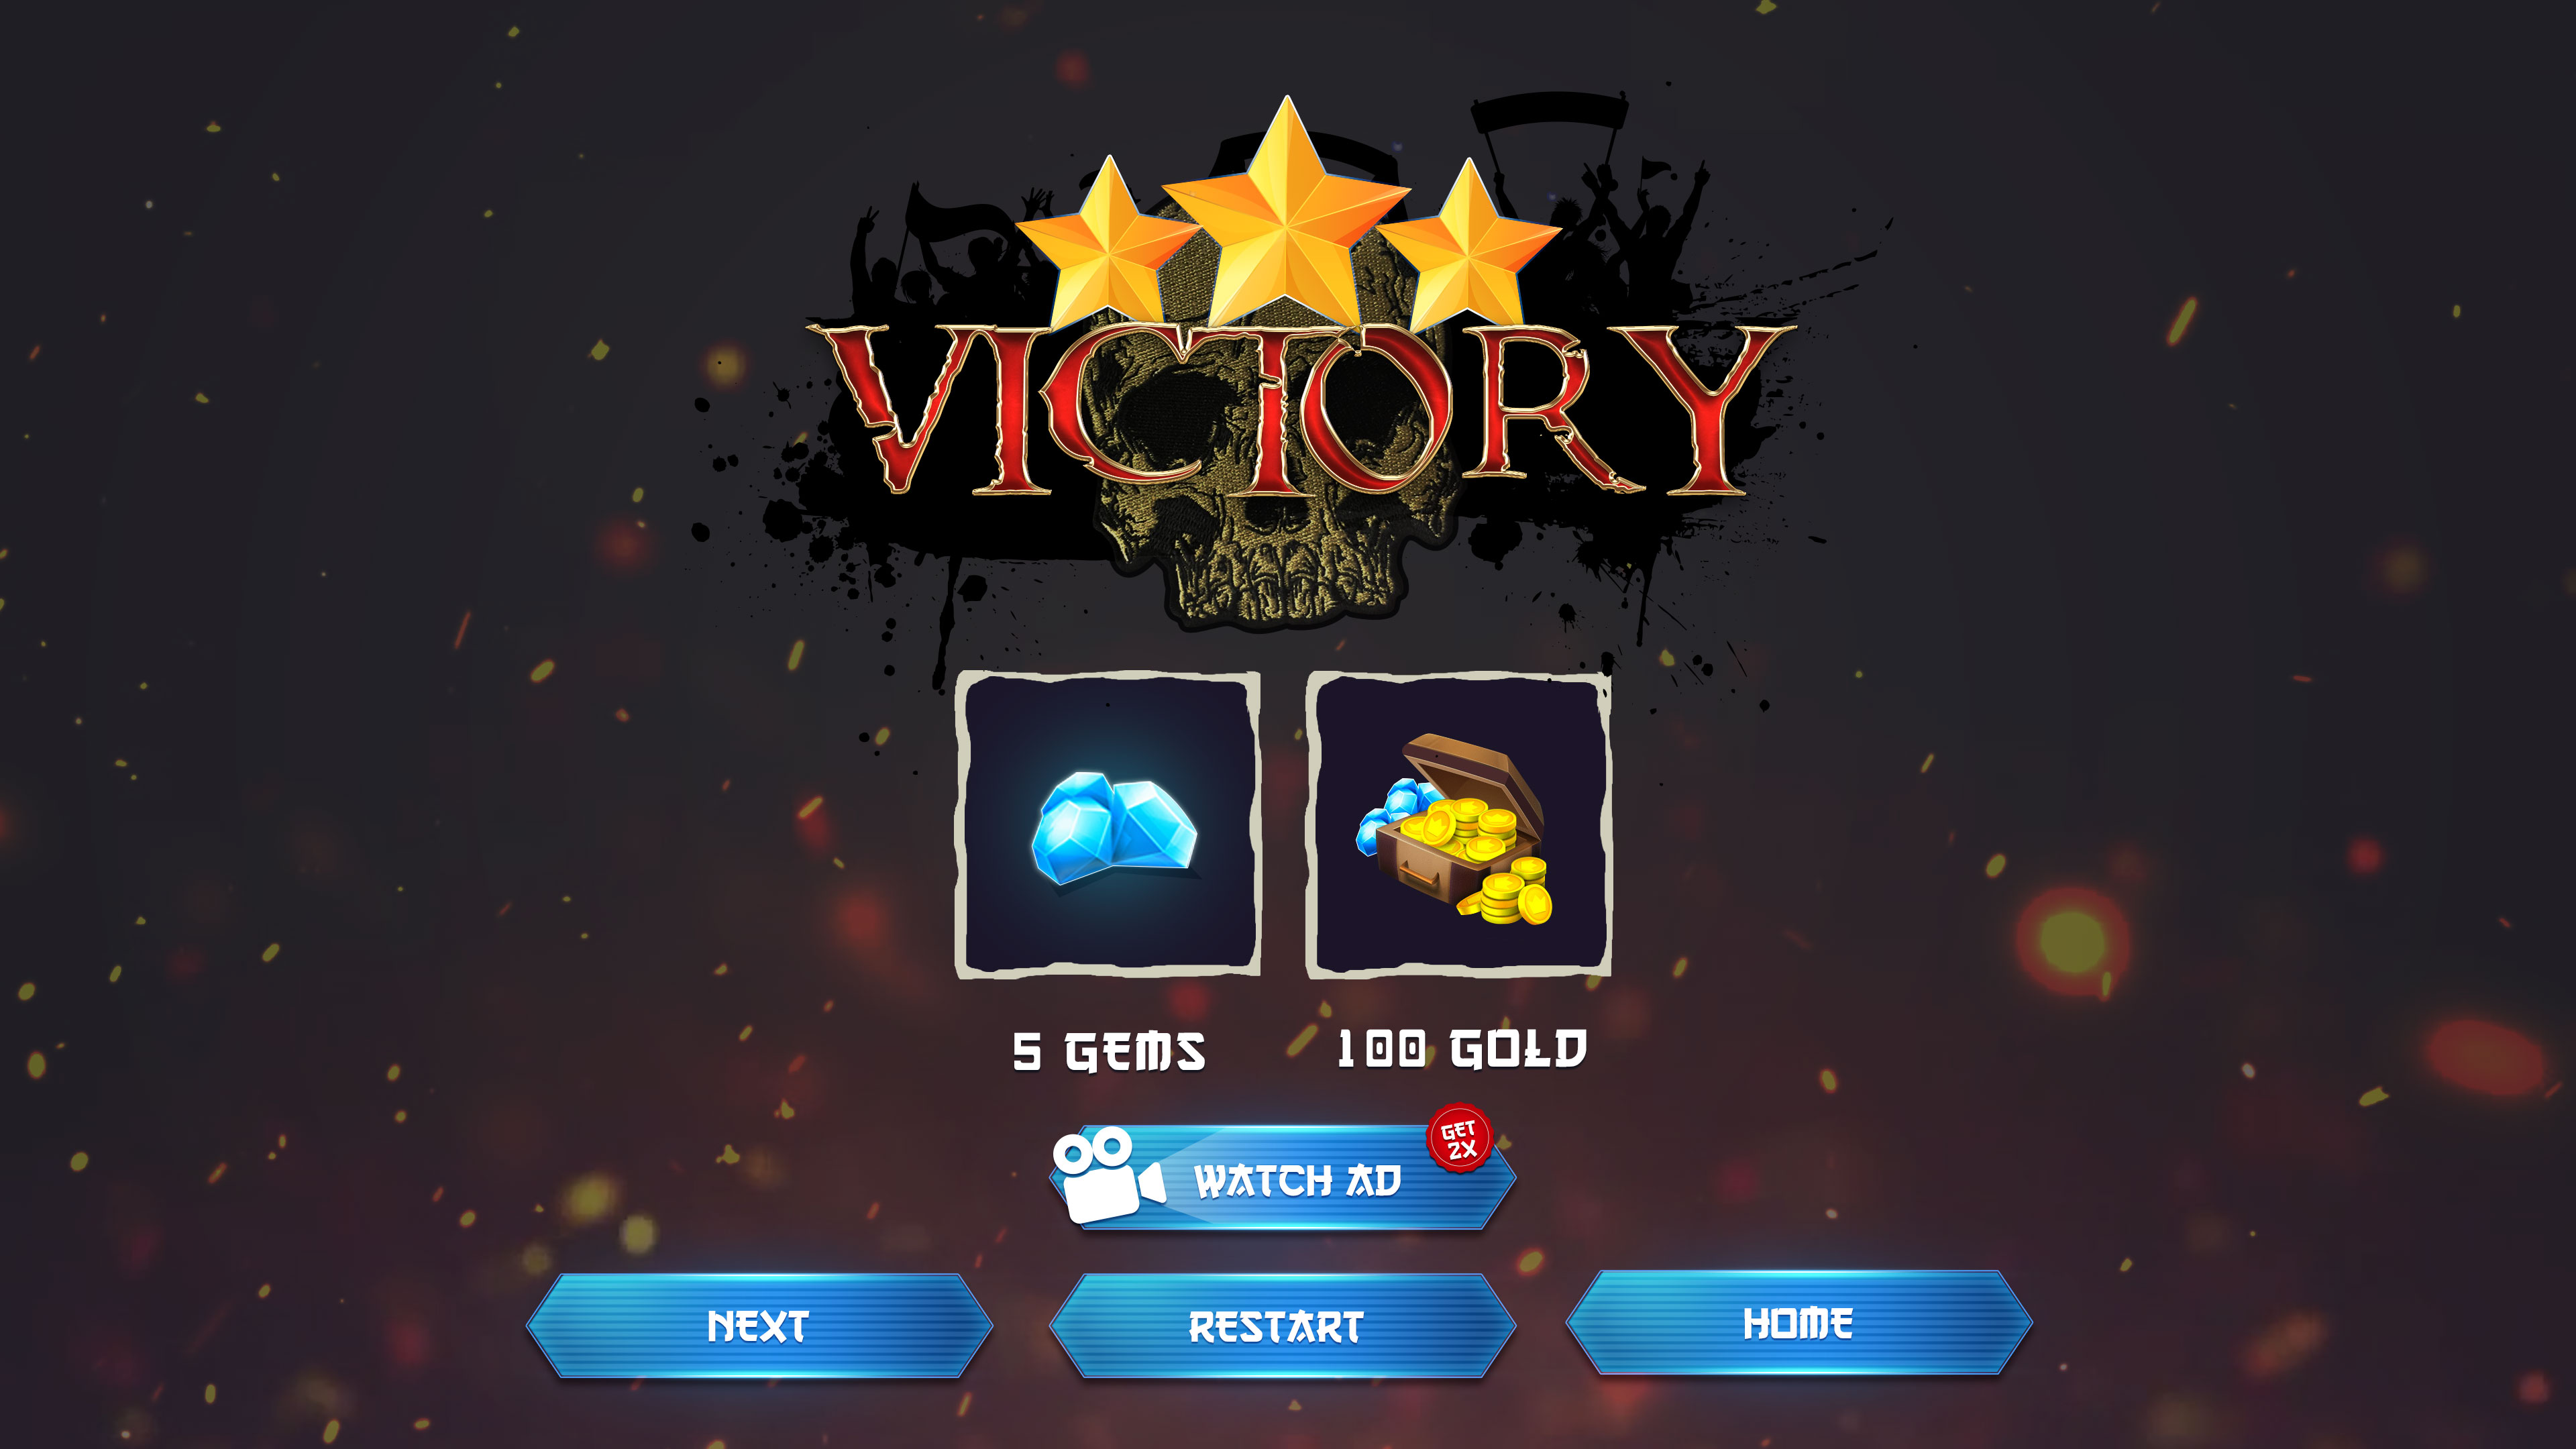 VICTORY
5 GEMS
100 GOLD
GET
2X
WATCH AD
NEXT
RESTART
HOME